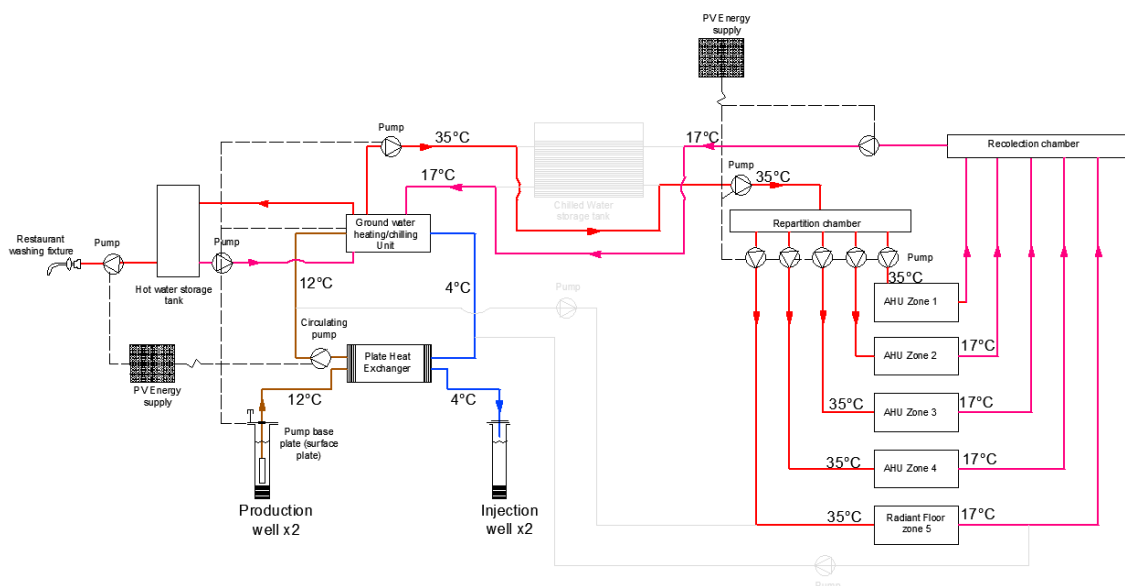 PV Energy
supply
Pump
35°C
17°C
17°C
Recolection chamber
Pump
35°C
Chilled Water
storage tank
Repartition chamber
Restaurant
washing fixture
Pump
Pump
Ground water
heating/chilling
Unit
Hot water storage
tank
Pump
35°C
12°C
4°C
Pump
AHU Zone 1
Circulating
pump
Plate Heat
Exchanger
AHU Zone 2
17°C
PV Energy
supply
12°C
4°C
35°C
AHU Zone 3
17°C
Pump base
plate (surface
plate)
35°C
AHU Zone 4
17°C
Production
well x2
Injection
well x2
35°C
Radiant Floor
zone 5
17°C